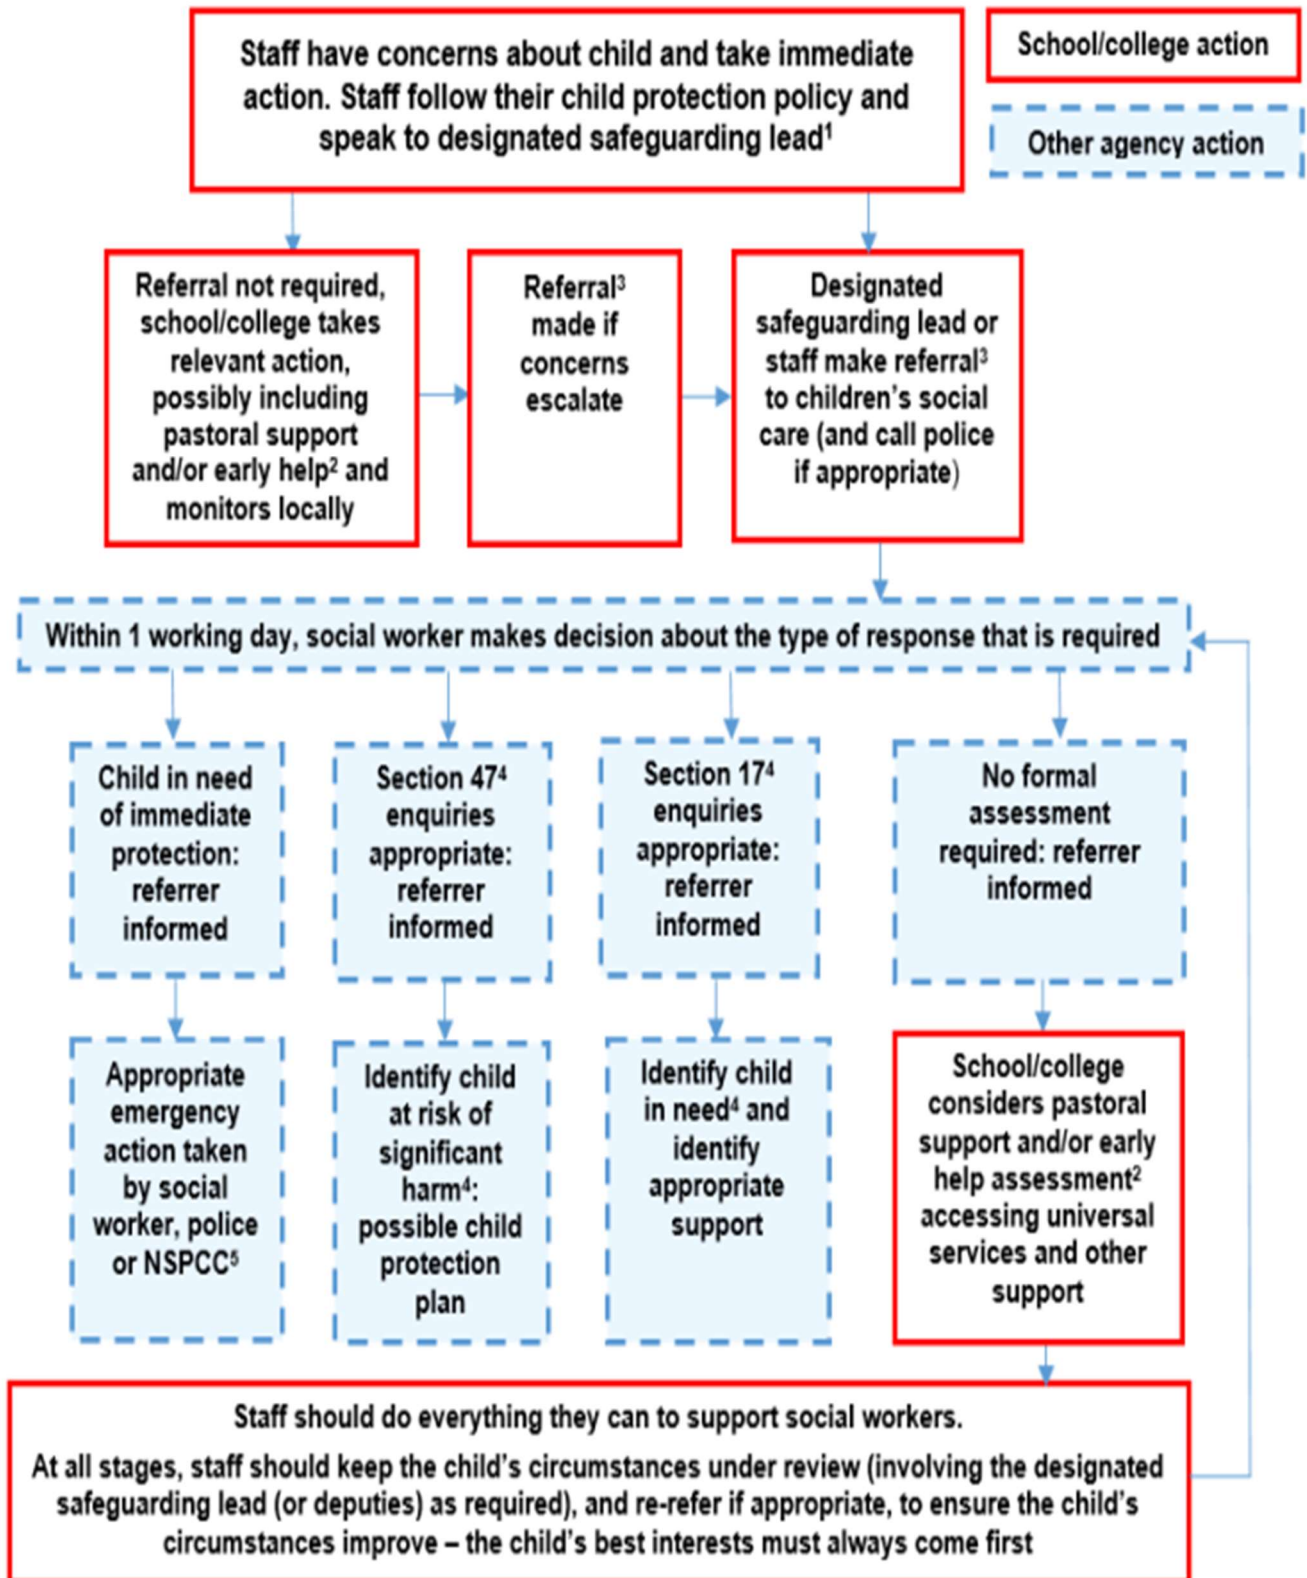 Staff have concerns about child and take immediate
action. Staff follow their child protection policy and
speak to designated safeguarding lead¹
School/college action
Other agency action
Referral not required,
school/college takes
relevant action,
possibly including
pastoral support
and/or early help² and
monitors locally
Referral³
made if
concerns
escalate
Designated
safeguarding lead or
staff make referral³
to children's social
care (and call police
if appropriate)
Within 1 working day, social worker makes decision about the type of response that is required
Child in need
of immediate
protection:
referrer
informed
Section 47⁴
enquiries
appropriate:
referrer
informed
Section 17⁴
enquiries
appropriate:
referrer
informed
No formal
assessment
required: referrer
informed
Appropriate
emergency
action taken
by social
worker, police
or NSPCC⁵
Identify child
at risk of
significant
harm⁴:
possible child
protection
plan
Identify child
in need⁴ and
identify
appropriate
support
School/college
considers pastoral
support and/or early
help assessment²
accessing universal
services and other
support
Staff should do everything they can to support social workers.
At all stages, staff should keep the child's circumstances under review (involving the designated
safeguarding lead (or deputies) as required), and re-refer if appropriate, to ensure the child's
circumstances improve – the child's best interests must always come first